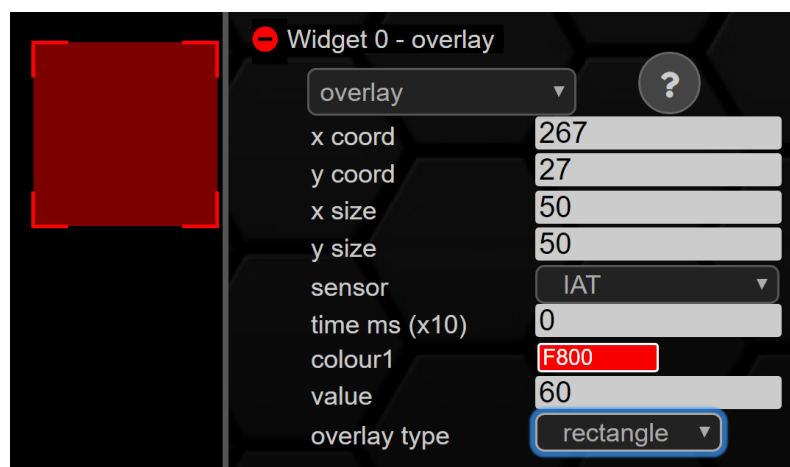 Widget 0 - overlay
overlay
?
x coord 267
y coord 27
x size 50
y size 50
sensor IAT
time ms (x10) 0
colour1 F800
value 60
overlay type rectangle